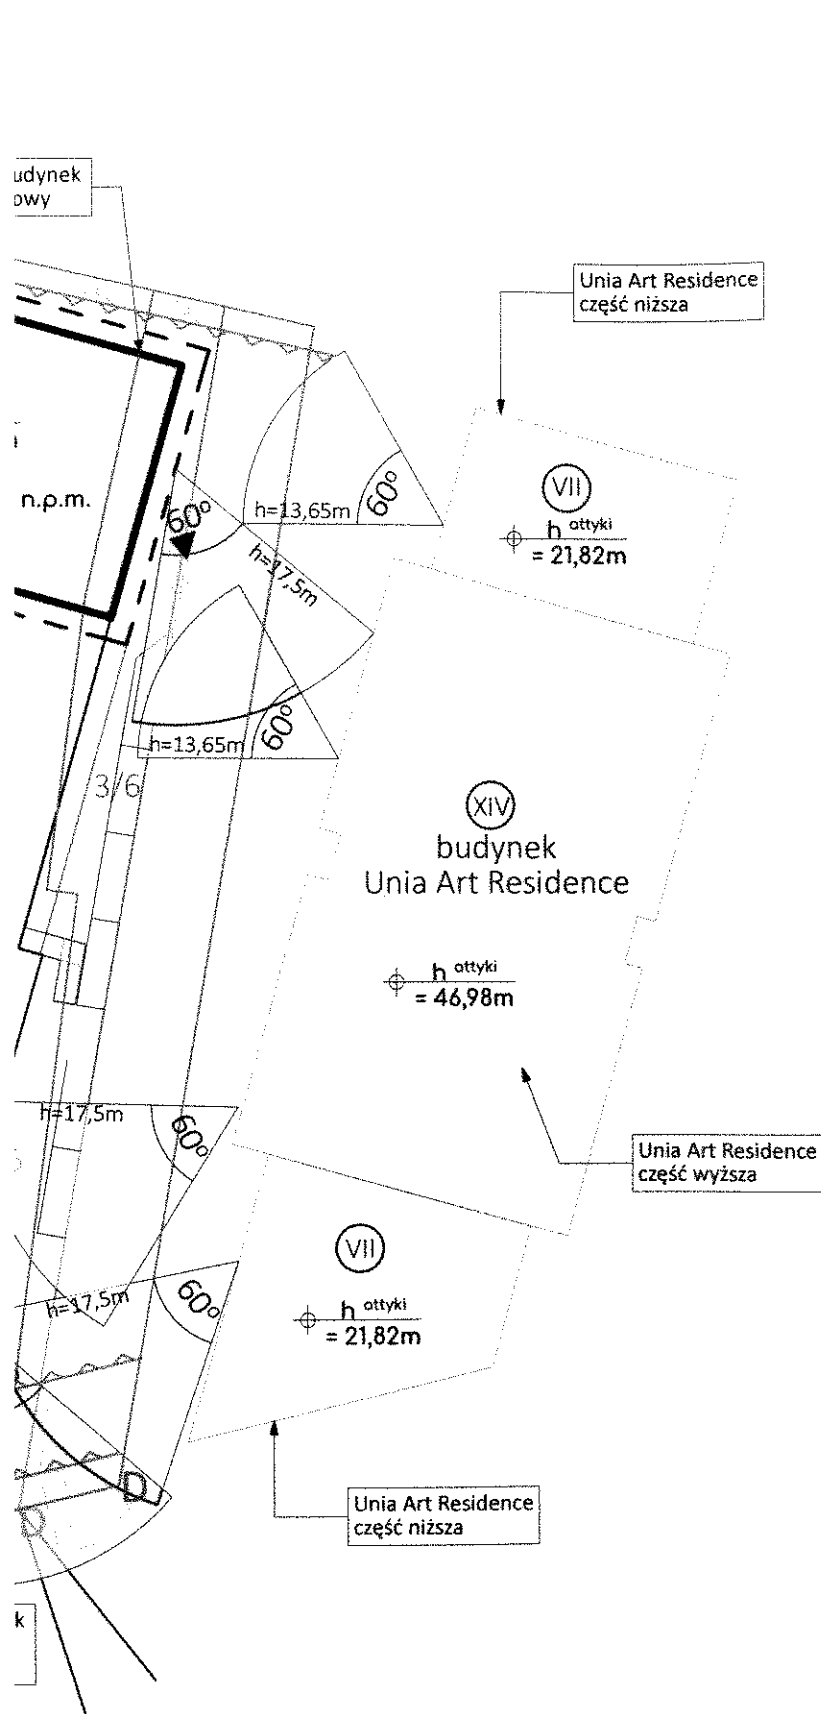 udynek
owy
Unia Art Residence
część niższa
VII
h attyki
= 21,82m
n.p.m.
60°
h=13,65m
60°
h=17,5m
60°
h=13,65m
3/6
XIV
budynek
Unia Art Residence
h attyki
= 46,98m
h=17,5m
60°
Unia Art Residence
część wyższa
VII
h attyki
= 21,82m
h=17,5m
60°
D
D
Unia Art Residence
część niższa
k